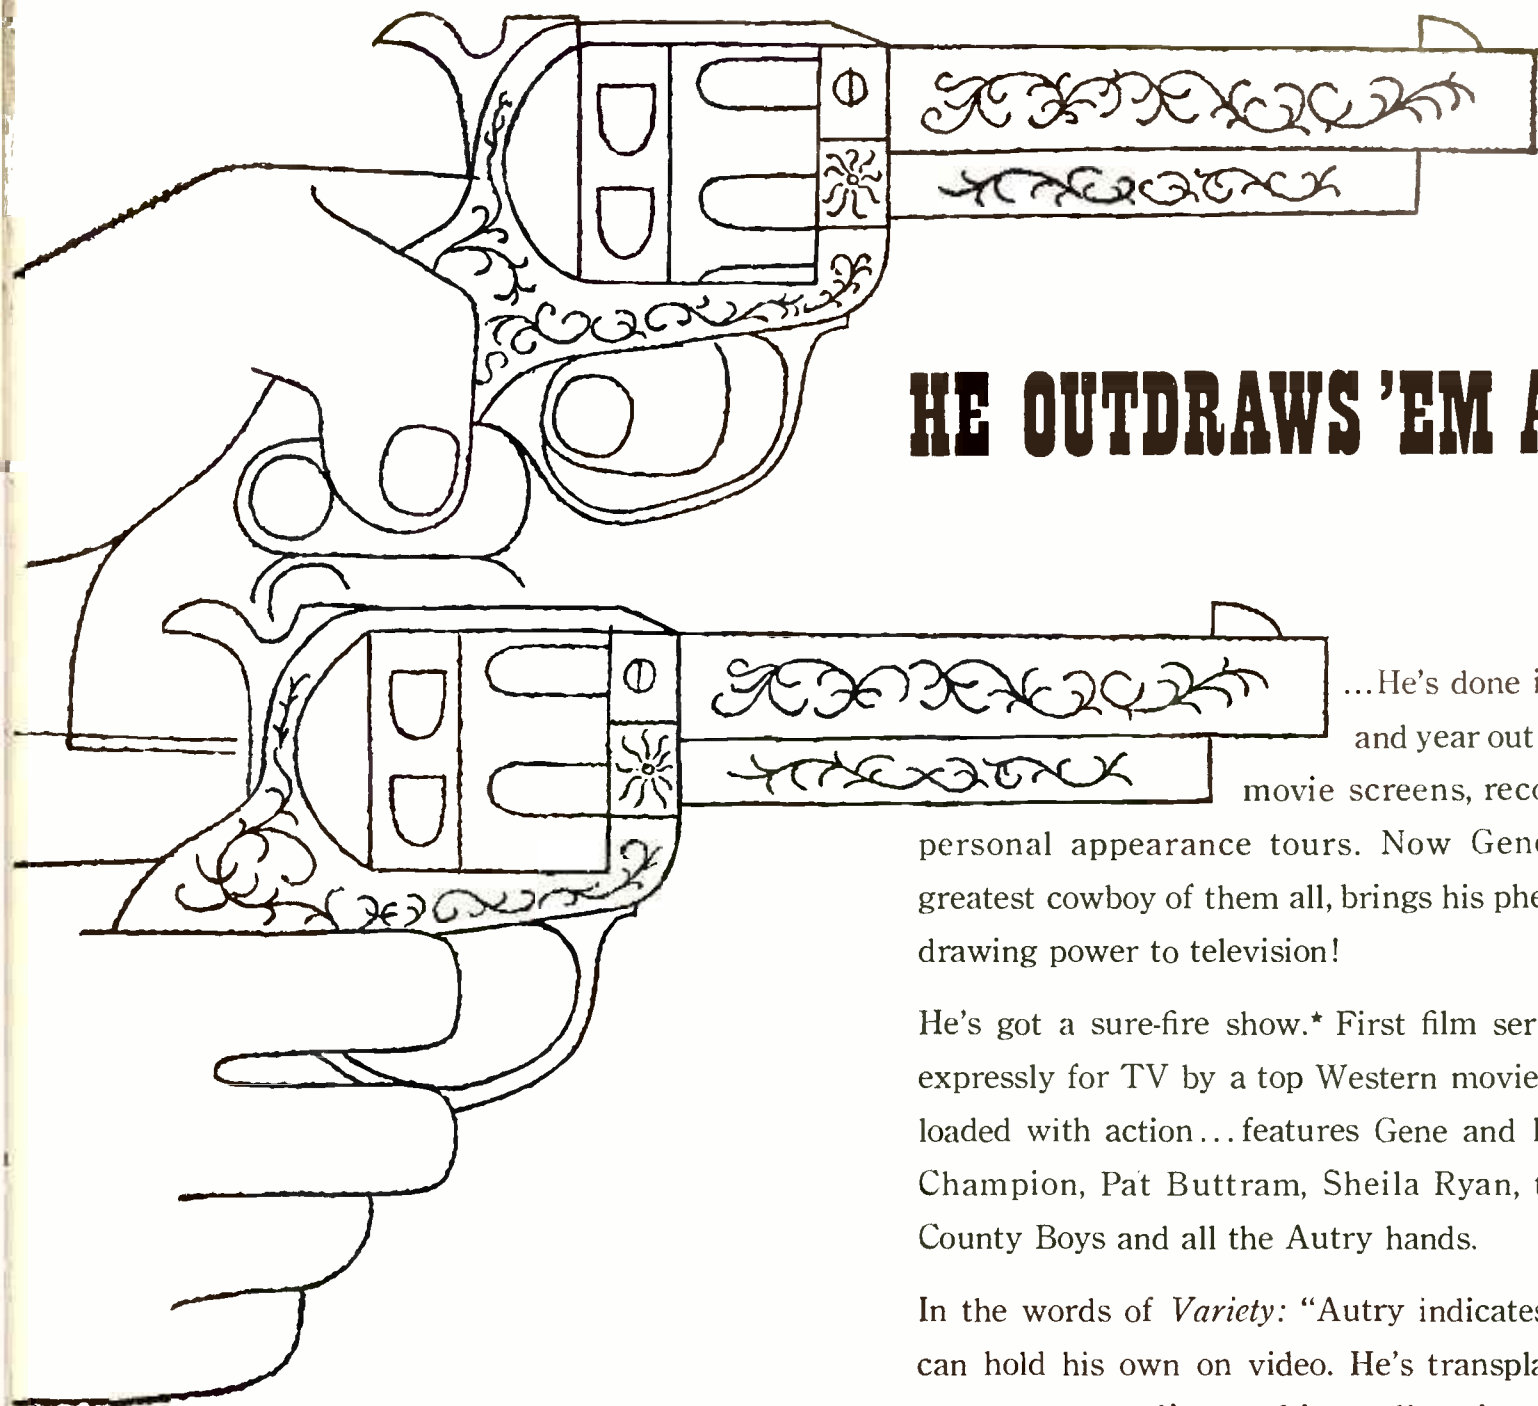 HE OUTDRAWS 'EM
...He's done
and year out
movie screens,
personal appearance tours. Now
greatest cowboy of them all, brings his
drawing power to television!
He's got a sure-fire show.* First film
expressly for TV by a top Western movie
loaded with action...features Gene and
Champion, Pat Buttram, Sheila Ryan,
County Boys and all the Autry hands.
In the words of Variety: “Autry indicates
can hold his own on video. He's